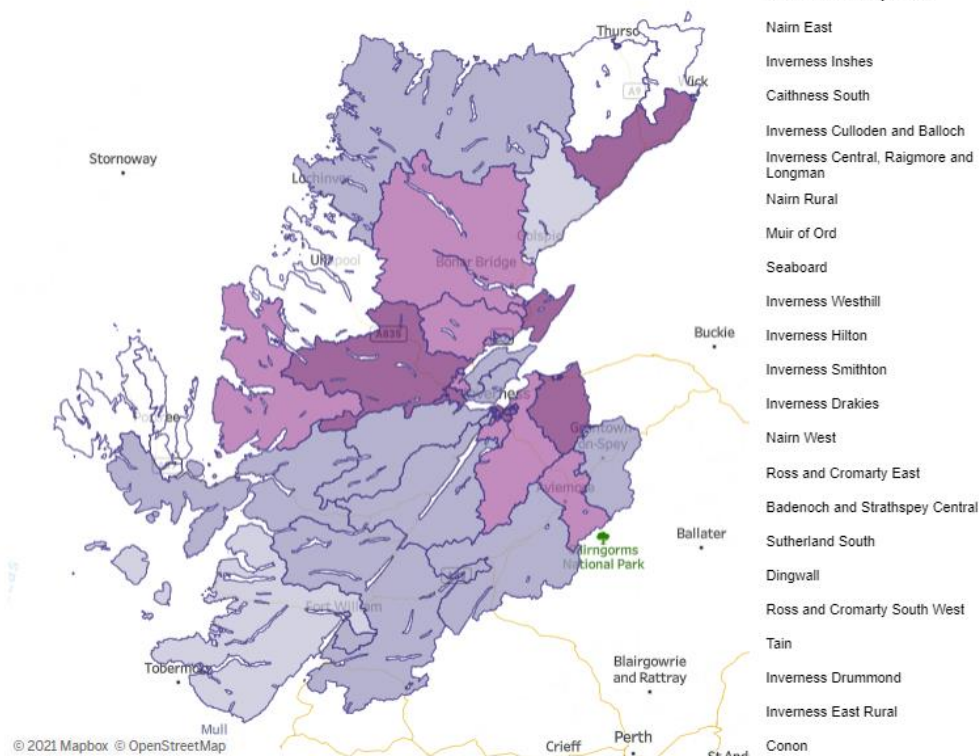 Nairn East
Inverness Inshes
Caithness South
Inverness Culloden and Balloch
Inverness Central, Raigmore and
Longman
Nairn Rural
Muir of Ord
Seaboard
Inverness Westhill
Inverness Hilton
Inverness Smithton
Inverness Drakies
Nairn West
Ross and Cromarty East
Badenoch and Strathspey Central
Sutherland South
Dingwall
Ross and Cromarty South West
Tain
Inverness Drummond
Inverness East Rural
Conon
Thurso
Wick
A9
Stornoway
Lochinver
Golspie
Ullapool
Bonar Bridge
A835
Buckie
Inverness
Grantown
-on-Spey
Aviemore
Ballater
Cairngorms
National Park
Fort William
Tobermory
Blairgowrie
and Rattray
Mull
Crieff
Perth
© 2021 Mapbox © OpenStreetMap